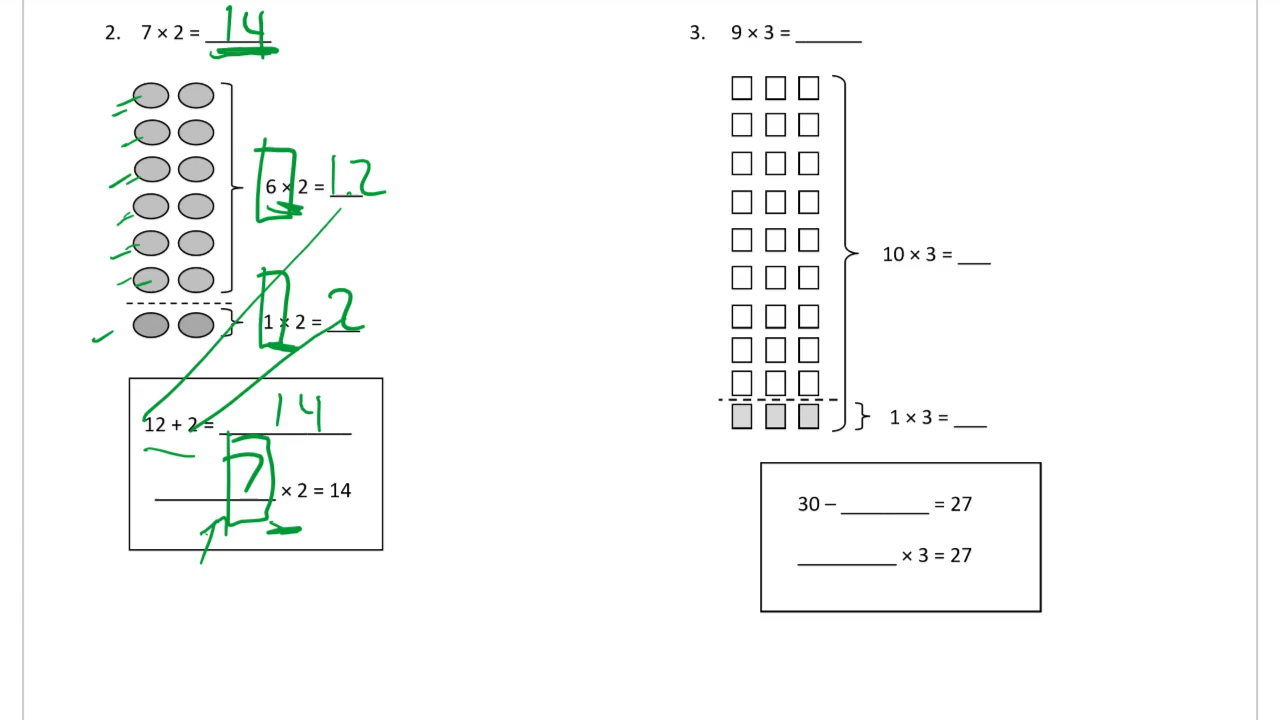 2. 7 × 2 = 14
6 × 2 = 12
1 × 2 = 2
12 + 2 = 14
7 × 2 = 14
3. 9 × 3 = ______
10 × 3 = ___
1 × 3 = ___
30 – ________ = 27
_________ × 3 = 27